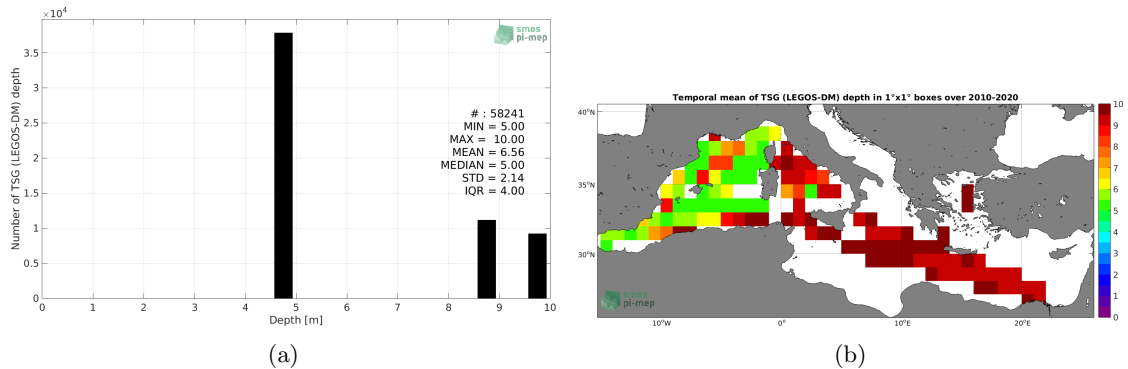 ×10⁴
smos
pi-mep
3.5
3
2.5
2
1.5
1
0.5
0
Number of TSG (LEGOS-DM) depth
# : 58241
MIN = 5.00
MAX = 10.00
MEAN = 6.56
MEDIAN = 5.00
STD = 2.14
IQR = 4.00
0 1 2 3 4 5 6 7 8 9 10
Depth [m]
(a)
Temporal mean of TSG (LEGOS-DM) depth in 1°x1° boxes over 2010-2020
40°N
35°N
30°N
10°W 0° 10°E 20°E
smos
pi-mep
10
9
8
7
6
5
4
3
2
1
0
(b)